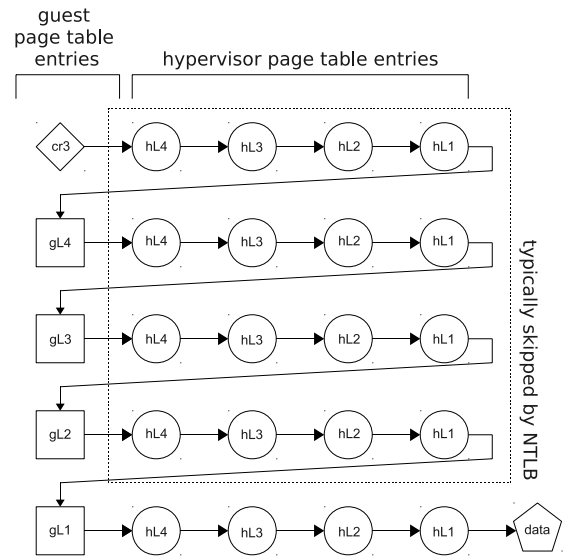 guest
page table
entries
hypervisor page table entries
cr3 hL4 hL3 hL2 hL1
gL4 hL4 hL3 hL2 hL1
gL3 hL4 hL3 hL2 hL1
gL2 hL4 hL3 hL2 hL1
typically skipped by NTLB
gL1 hL4 hL3 hL2 hL1 data